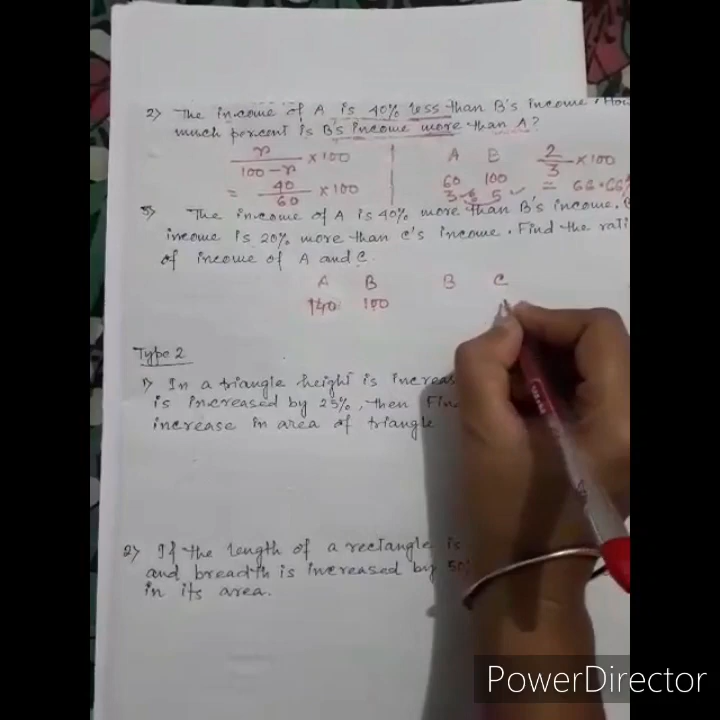 2) The income of A is 40% less than B's income. How
much percent is B's income more than A?
r / 100 - r × 100
A B
60 100
3 5
2/3 × 100
= 40/60 × 100
= 66.66%
3) The income of A is 40% more than B's income.
income is 20% more than C's income. Find the
of income of A and C.
A B B C
140 100
Type 2
1) In a triangle height is
is increased by 25%, then
increase in area of triangle
2) If the length of a rectangle is
and breadth is increased by
in its area.
PowerDirector